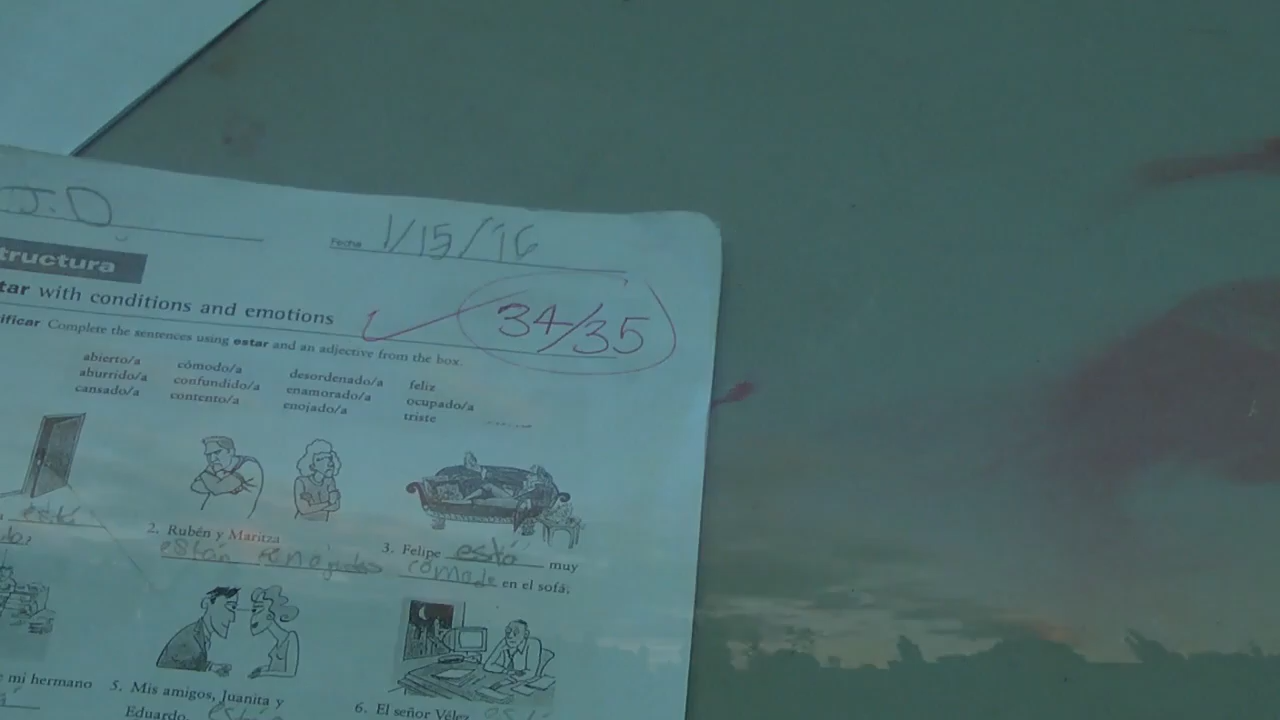 J.D
Fecha 1/15/16
tructura
tar with conditions and emotions
34/35
ificar Complete the sentences using estar and an adjective from the box.
abierto/a cómodo/a desordenado/a feliz
aburrido/a confundido/a enamorado/a ocupado/a
cansado/a contento/a enojado/a triste
está
do?
2. Rubén y Maritza
están enojados
3. Felipe está muy
cómodo en el sofá.
mi hermano
5. Mis amigos, Juanita y
Eduardo,
6. El señor Vélez